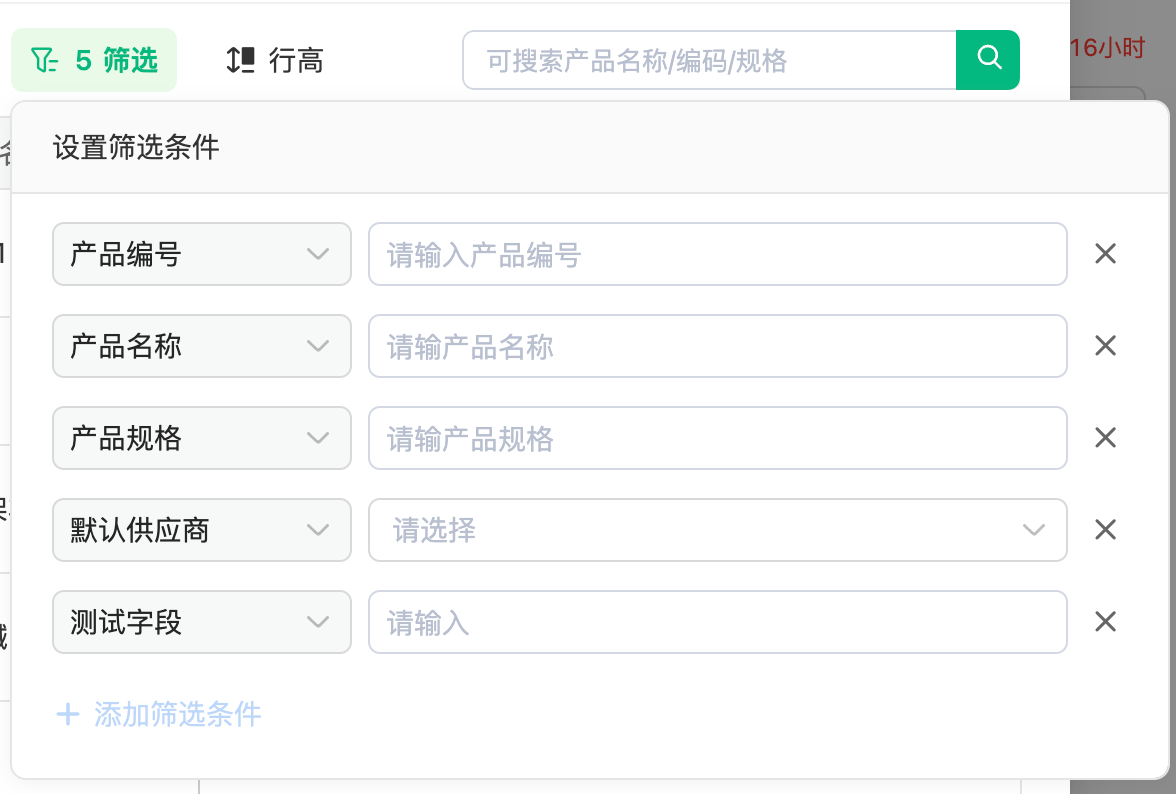 5 筛选 行高 可搜索产品名称/编码/规格 16小时
设置筛选条件
产品编号 请输入产品编号
产品名称 请输产品名称
产品规格 请输产品规格
默认供应商 请选择
测试字段 请输入
+ 添加筛选条件